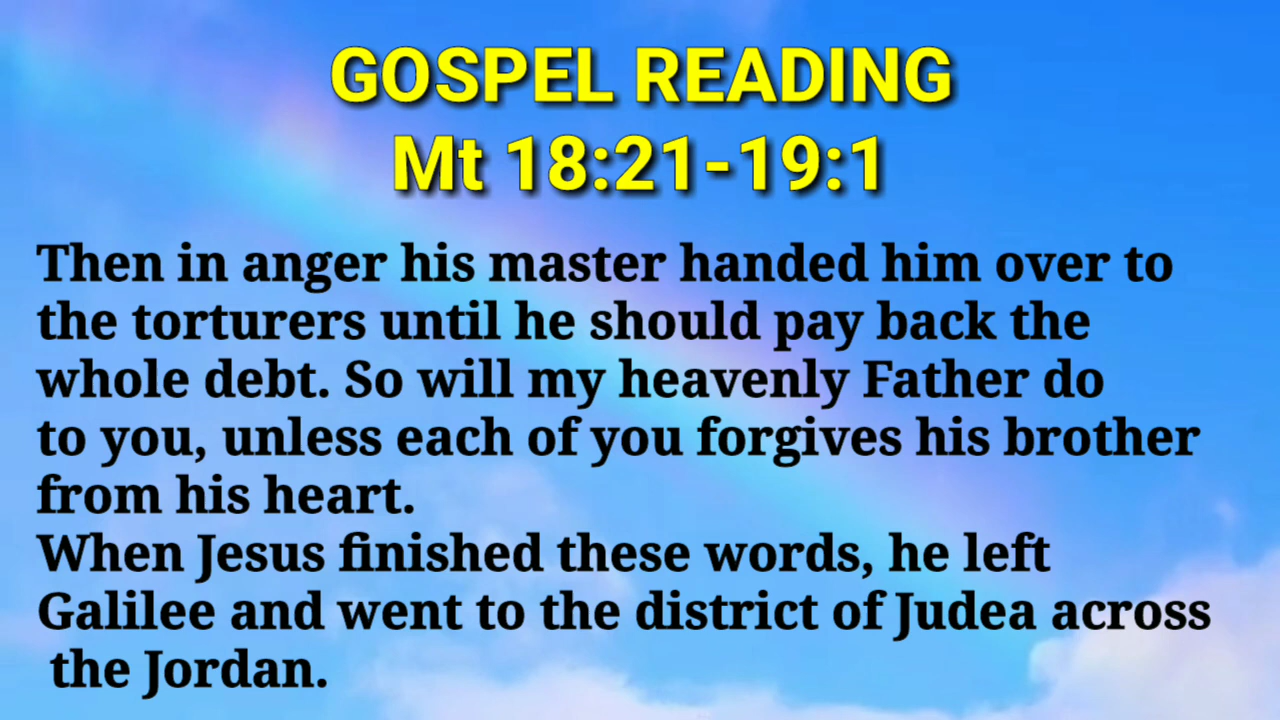 GOSPEL READING
Mt 18:21-19:1
Then in anger his master handed him over to
the torturers until he should pay back the
whole debt. So will my heavenly Father do
to you, unless each of you forgives his brother
from his heart.
When Jesus finished these words, he left
Galilee and went to the district of Judea across
the Jordan.